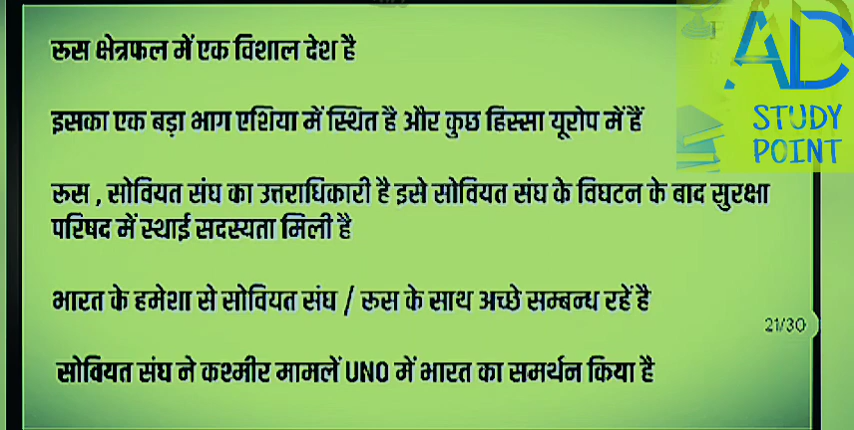 रूस क्षेत्रफल में एक विशाल देश है
AD
STUDY
POINT
इसका एक बड़ा भाग एशिया में स्थित है और कुछ हिस्सा यूरोप में हैं
रूस , सोवियत संघ का उत्तराधिकारी है इसे सोवियत संघ के विघटन के बाद सुरक्षा
परिषद में स्थाई सदस्यता मिली है
भारत के हमेशा से सोवियत संघ / रूस के साथ अच्छे सम्बन्ध रहें है
21/30
सोवियत संघ ने कश्मीर मामलें UNO में भारत का समर्थन किया है